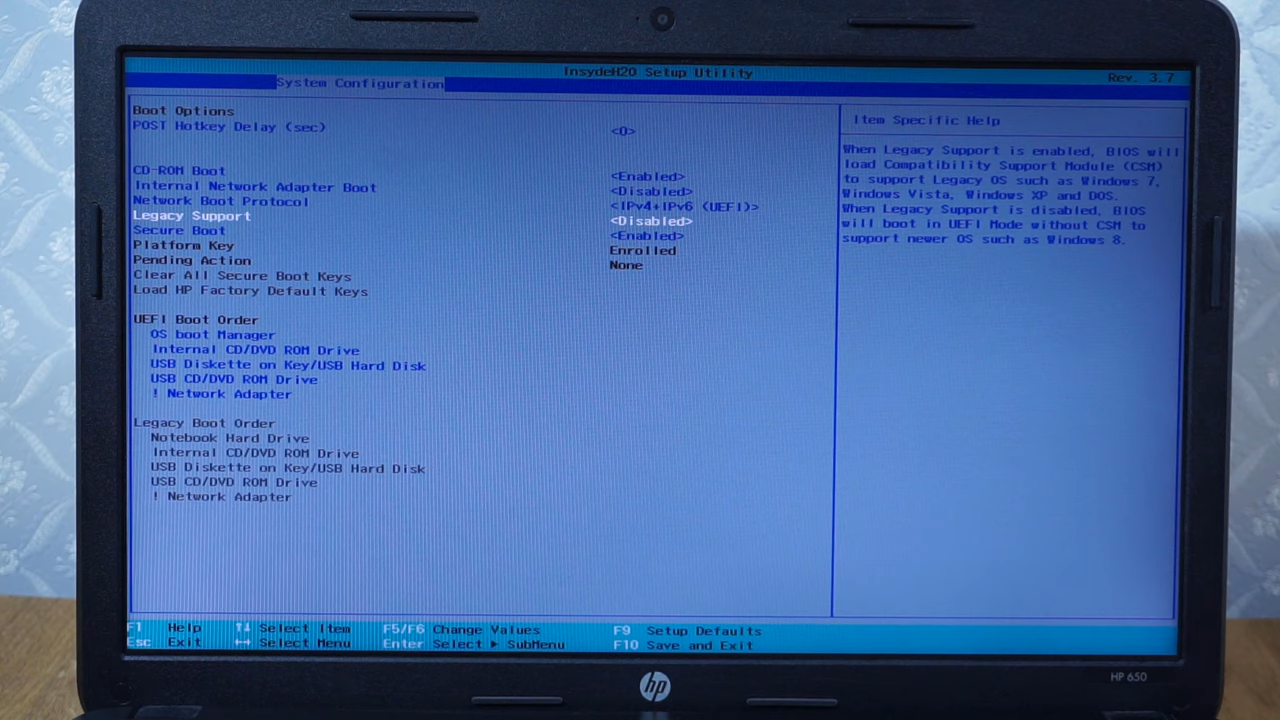 InsydeH20 Setup Utility Rev. 3.7
System Configuration
Boot Options
POST Hotkey Delay (sec) <0>
CD-ROM Boot <Enabled>
Internal Network Adapter Boot <Disabled>
Network Boot Protocol <IPv4+IPv6 (UEFI)>
Legacy Support <Disabled>
Secure Boot <Enabled>
Platform Key Enrolled
Pending Action None
Clear All Secure Boot Keys
Load HP Factory Default Keys
UEFI Boot Order
OS boot Manager
Internal CD/DVD ROM Drive
USB Diskette on Key/USB Hard Disk
USB CD/DVD ROM Drive
! Network Adapter
Legacy Boot Order
Notebook Hard Drive
Internal CD/DVD ROM Drive
USB Diskette on Key/USB Hard Disk
USB CD/DVD ROM Drive
! Network Adapter
Item Specific Help
When Legacy Support is enabled, BIOS will
load Compatibility Support Module (CSM)
to support Legacy OS such as Windows 7,
Windows Vista, Windows XP and DOS.
When Legacy Support is disabled, BIOS
will boot in UEFI Mode without CSM to
support newer OS such as Windows 8.
F1 Help ↑↓ Select Item F5/F6 Change Values F9 Setup Defaults
Esc Exit ↔ Select Menu Enter Select ▶ SubMenu F10 Save and Exit
hp
HP 650